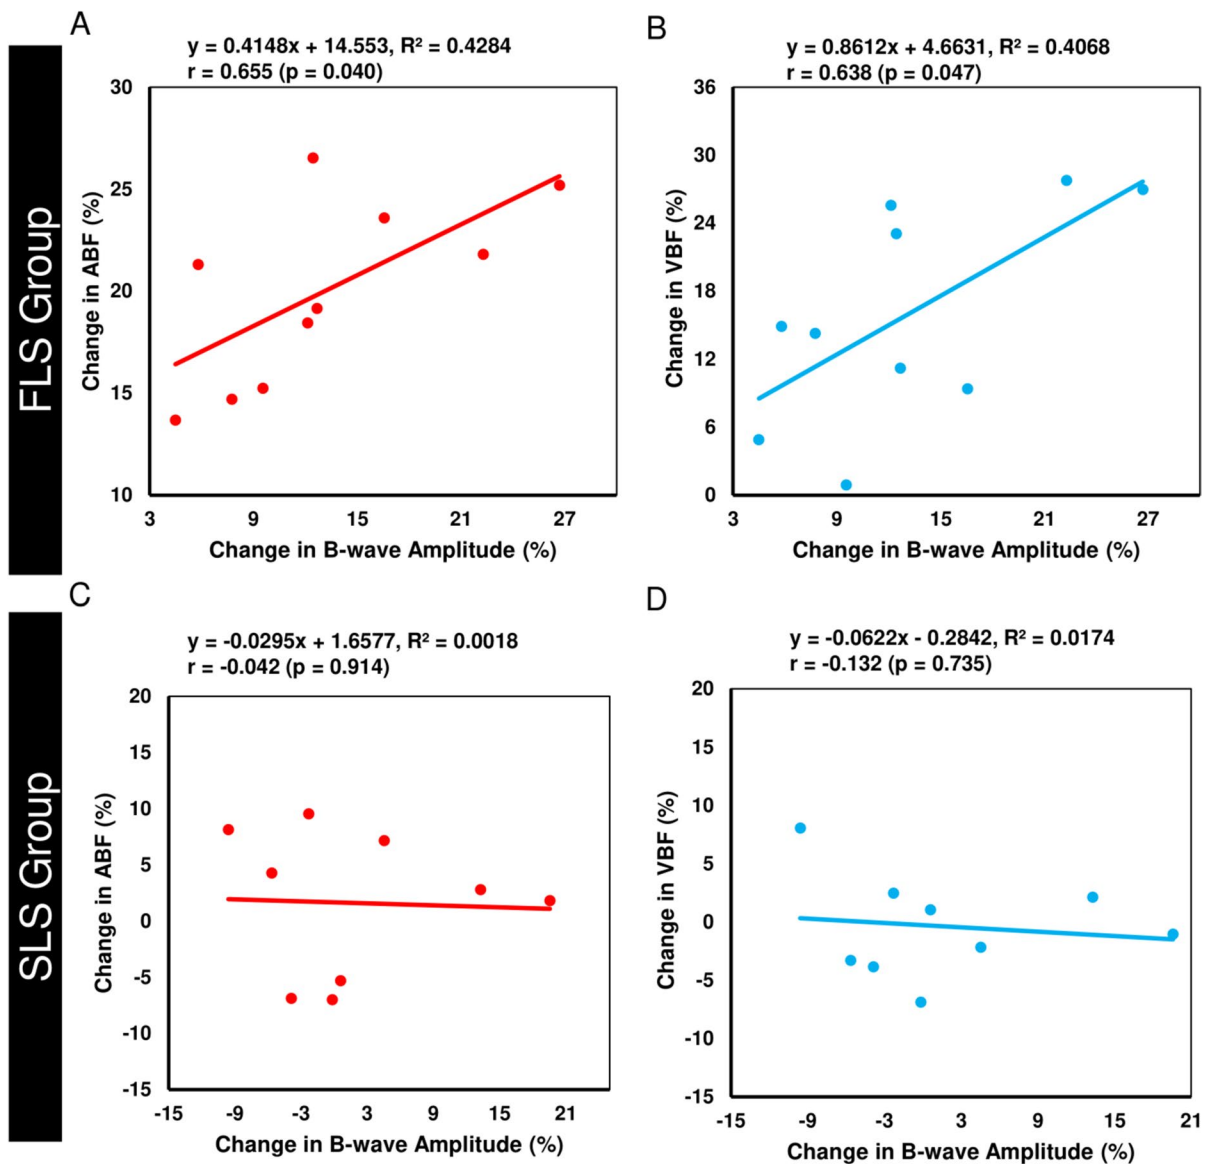 FLS Group
A
y = 0.4148x + 14.553, R² = 0.4284
r = 0.655 (p = 0.040)
30
25
20
15
10
Change in ABF (%)
3 9 15 21 27
Change in B-wave Amplitude (%)
B
y = 0.8612x + 4.6631, R² = 0.4068
r = 0.638 (p = 0.047)
36
30
24
18
12
6
0
Change in VBF (%)
3 9 15 21 27
Change in B-wave Amplitude (%)
SLS Group
C
y = -0.0295x + 1.6577, R² = 0.0018
r = -0.042 (p = 0.914)
20
15
10
5
0
-5
-10
-15
Change in ABF (%)
-15 -9 -3 3 9 15 21
Change in B-wave Amplitude (%)
D
y = -0.0622x - 0.2842, R² = 0.0174
r = -0.132 (p = 0.735)
20
15
10
5
0
-5
-10
-15
Change in VBF (%)
-15 -9 -3 3 9 15 21
Change in B-wave Amplitude (%)